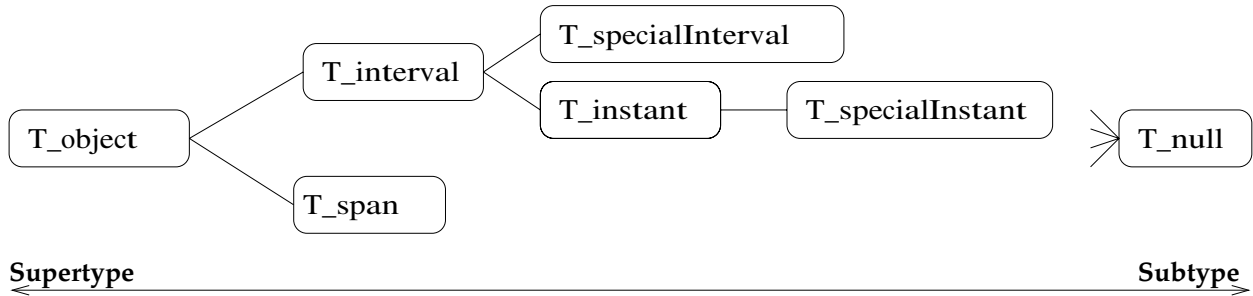 T_specialInterval
T_interval
T_instant
T_specialInstant
T_object
T_null
T_span
Supertype
Subtype